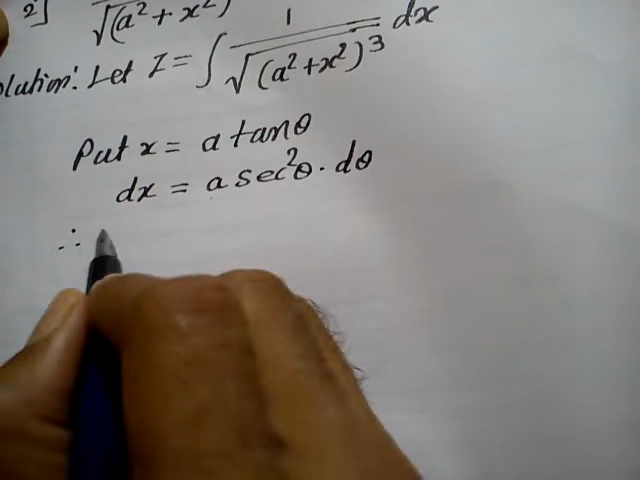 2] √(a² + x²)
olution: Let I = ∫ 1/√(a²+x²)³ dx
Put x = a tanθ
dx = a sec²θ · dθ
∴